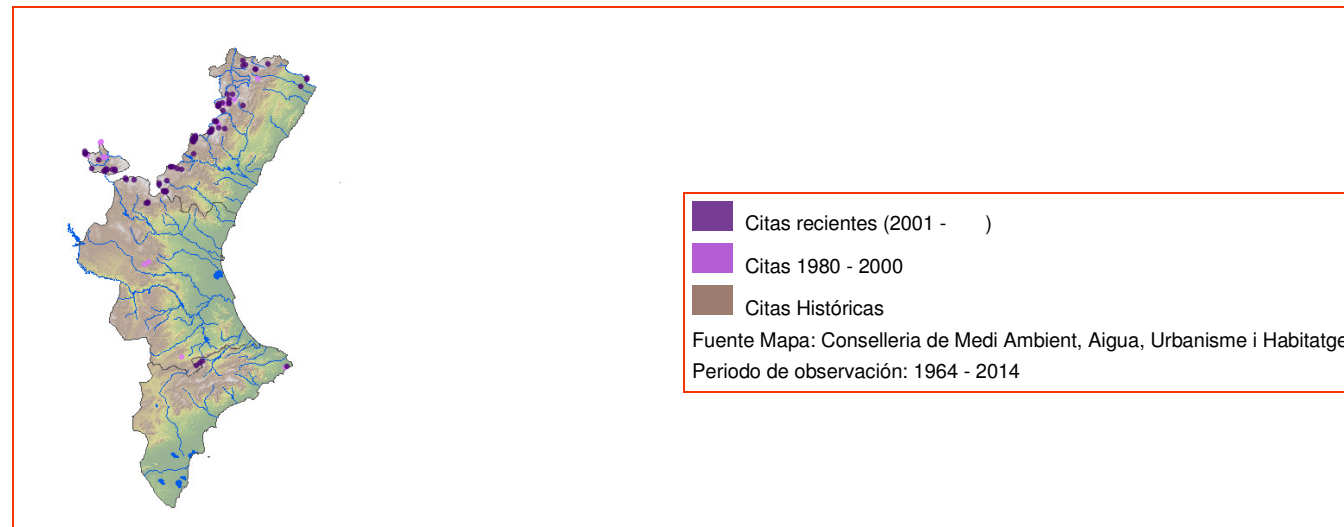 Citas recientes (2001 - )
Citas 1980 - 2000
Citas Históricas
Fuente Mapa: Conselleria de Medi Ambient, Aigua, Urbanisme i Habitatge
Periodo de observación: 1964 - 2014